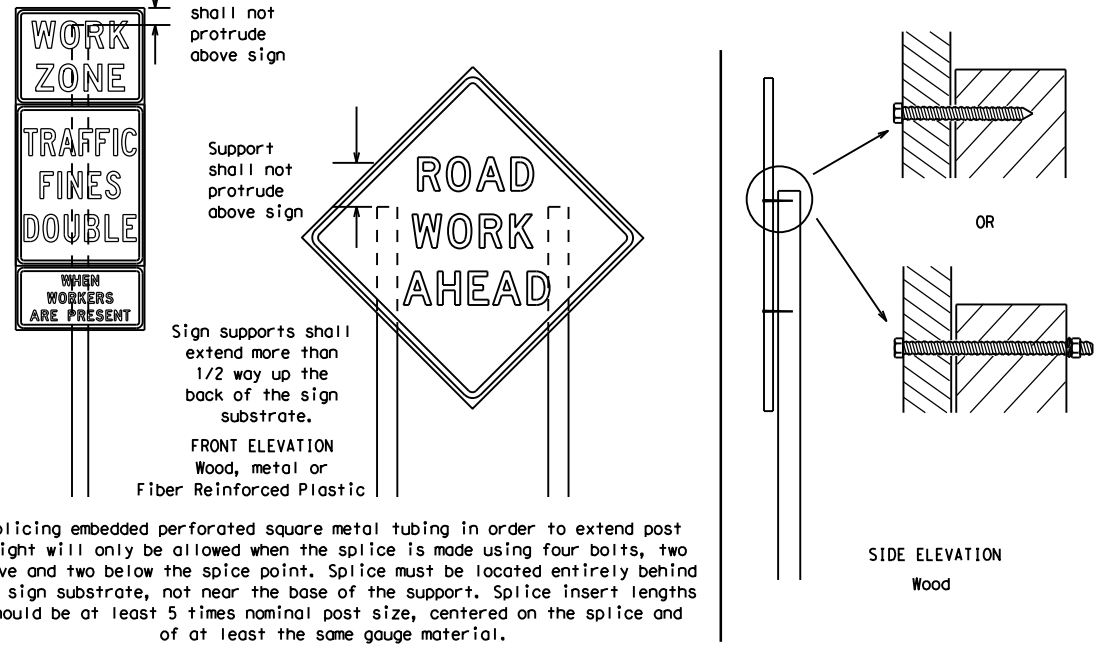 shall not
protrude
above sign
WORK
ZONE
TRAFFIC
FINES
DOUBLE
WHEN
WORKERS
ARE PRESENT
Support
shall not
protrude
above sign
ROAD
WORK
AHEAD
Sign supports shall
extend more than
1/2 way up the
back of the sign
substrate.
FRONT ELEVATION
Wood, metal or
Fiber Reinforced Plastic
OR
SIDE ELEVATION
Wood
plicing embedded perforated square metal tubing in order to extend post
ight will only be allowed when the splice is made using four bolts, two
ve and two below the spice point. Splice must be located entirely behind
sign substrate, not near the base of the support. Splice insert lengths
ould be at least 5 times nominal post size, centered on the splice and
of at least the same gauge material.